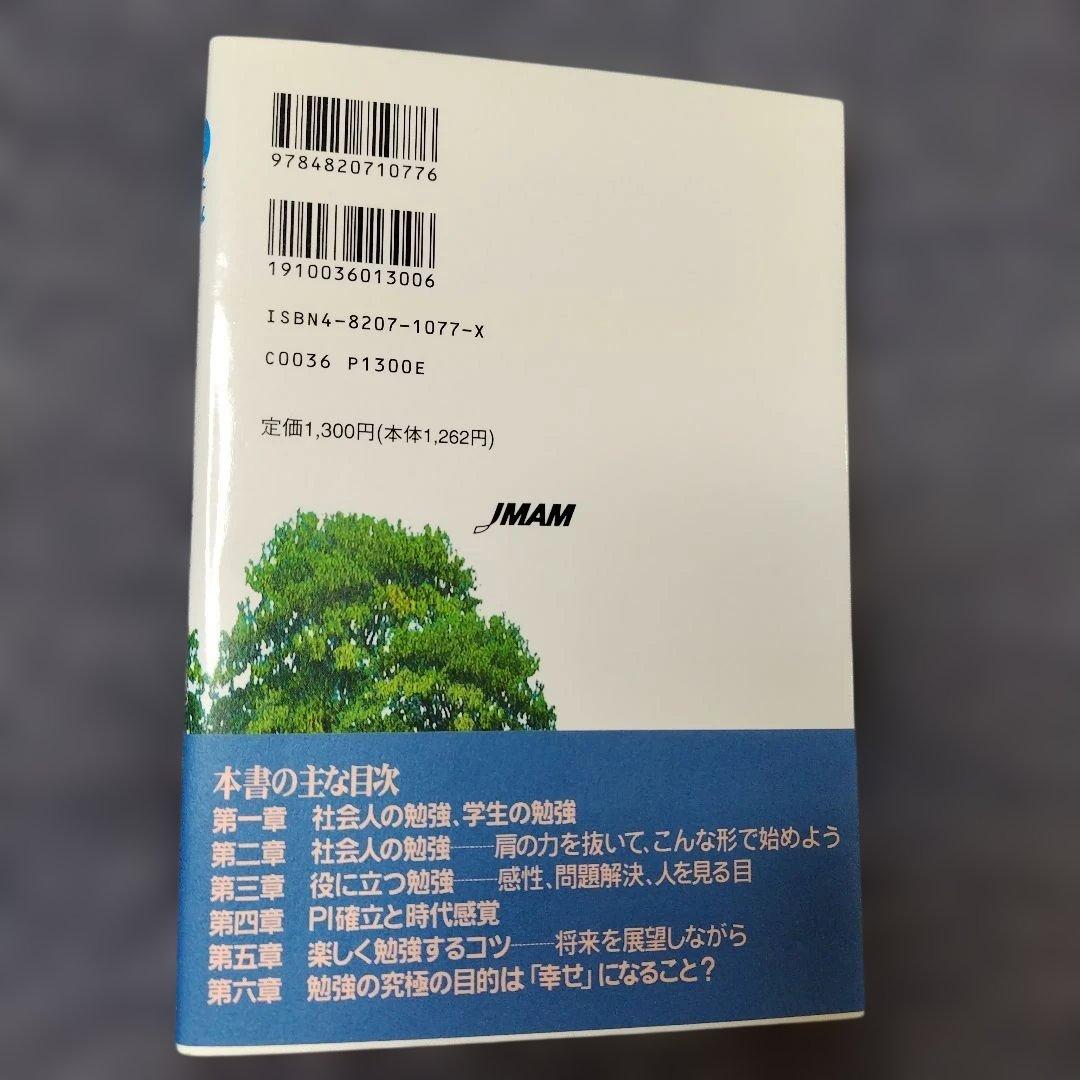 9784820710776
1910036013006
ISBN4-8207-1077-X
C0036 P1300E
定価1,300円(本体1,262円)
JMAM
本書の主な目次
第一章 社会人の勉強、学生の勉強
第二章 社会人の勉強――肩の力を抜いて、こんな形で始めよう
第三章 役に立つ勉強――感性、問題解決、人を見る目
第四章 PI確立と時代感覚
第五章 楽しく勉強するコツ――将来を展望しながら
第六章 勉強の究極の目的は「幸せ」になること?